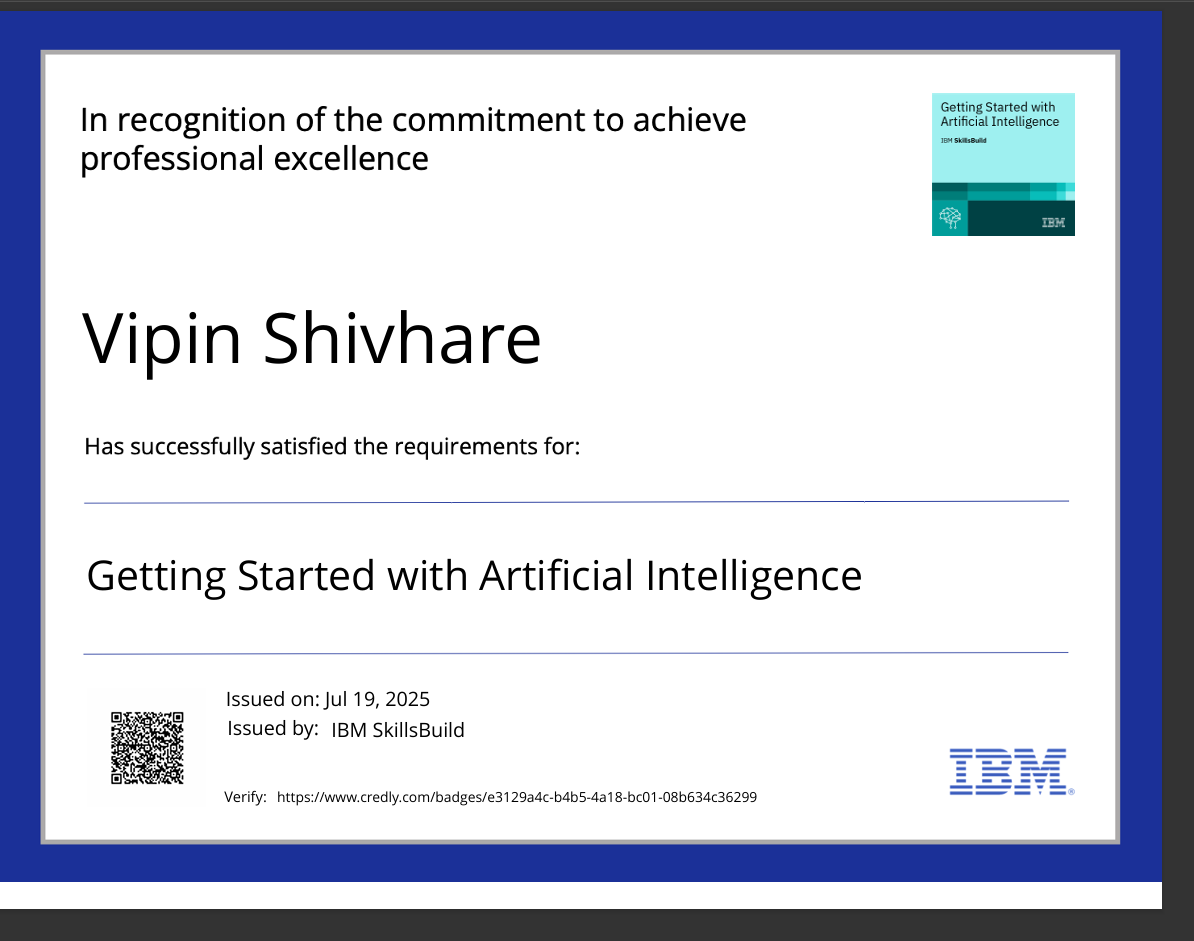 In recognition of the commitment to achieve
professional excellence
Getting Started with
Artificial Intelligence
IBM SkillsBuild
IBM
Vipin Shivhare
Has successfully satisfied the requirements for:
Getting Started with Artificial Intelligence
Issued on: Jul 19, 2025
Issued by: IBM SkillsBuild
Verify: https://www.credly.com/badges/e3129a4c-b4b5-4a18-bc01-08b634c36299
IBM®